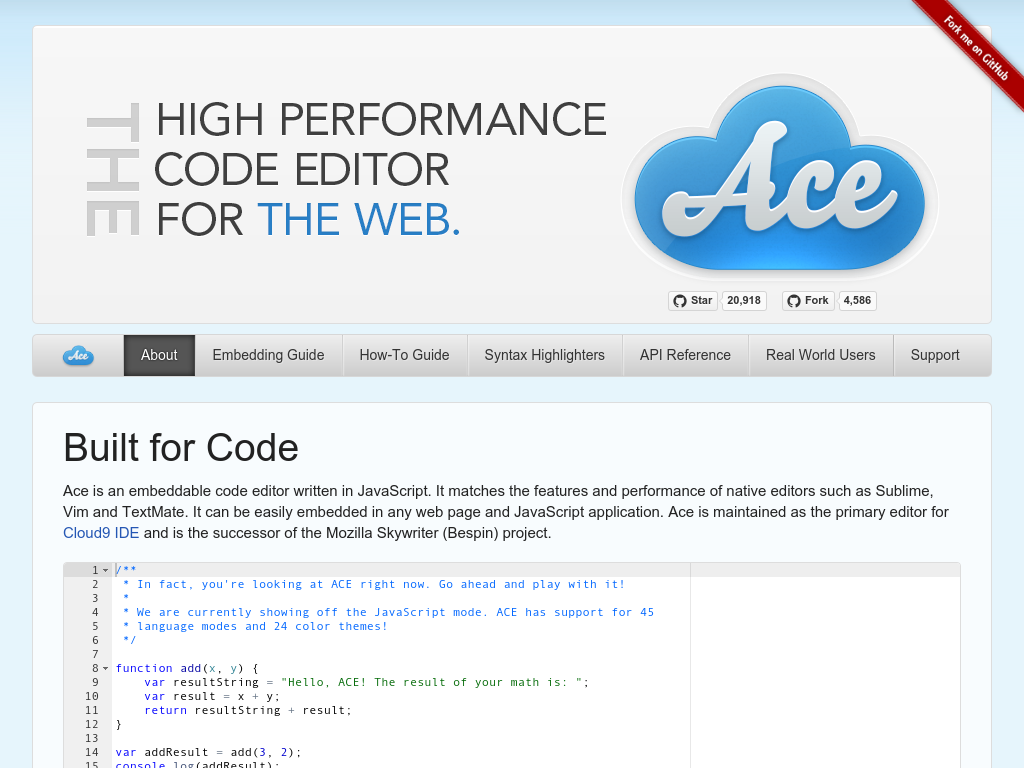 Fork me on GitHub
THE
HIGH PERFORMANCE
CODE EDITOR
FOR THE WEB.
Ace
Star 20,918 Fork 4,586
Ace About Embedding Guide How-To Guide Syntax Highlighters API Reference Real World Users Support
Built for Code
Ace is an embeddable code editor written in JavaScript. It matches the features and performance of native editors such as Sublime,
Vim and TextMate. It can be easily embedded in any web page and JavaScript application. Ace is maintained as the primary editor for
Cloud9 IDE and is the successor of the Mozilla Skywriter (Bespin) project.
1 /**
2 * In fact, you're looking at ACE right now. Go ahead and play with it!
3 *
4 * We are currently showing off the JavaScript mode. ACE has support for 45
5 * language modes and 24 color themes!
6 */
7
8 function add(x, y) {
9 var resultString = "Hello, ACE! The result of your math is: ";
10 var result = x + y;
11 return resultString + result;
12 }
13
14 var addResult = add(3, 2);
15 console.log(addResult);